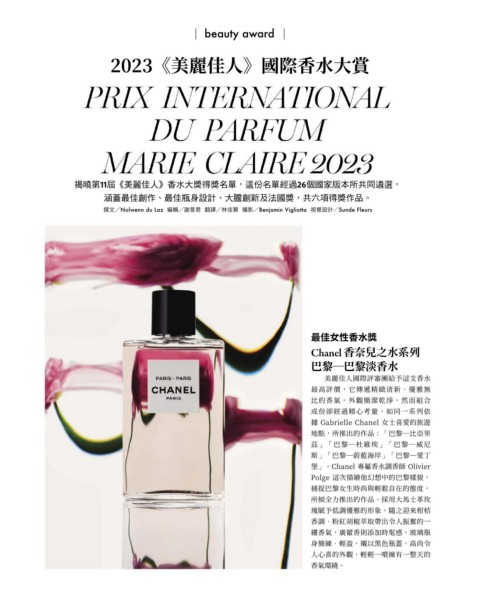 beauty award
2023《美麗佳人》國際香水大賞
PRIX INTERNATIONAL
DU PARFUM
MARIE CLAIRE 2023
揭曉第11屆《美麗佳人》香水大賞得獎名單,這份名單經過26個國家版本所共同遴選,
涵蓋最佳創作、最佳瓶身設計、大膽創新及法國獎,共六項得獎作品。
撰文/Nolwenn du Laz 編輯/謝意君 翻譯/林佳賢 攝影/Benjamin Vigliotta 視覺設計/Sunde Fleurs
PARIS - PARIS
CHANEL
PARIS
最佳女性香水獎
Chanel 香奈兒之水系列
巴黎—巴黎淡香水
美麗佳人國際評審團給予這支香水
最高評價,它傳遞精緻清新、優雅無
比的香氣,外觀簡潔乾淨,然而組合
成份卻經過精心考量。如同一系列依
據 Gabrielle Chanel 女士喜愛的旅遊
地點,所推出的作品:「巴黎—比亞里
茲」「巴黎—杜維埃」「巴黎—威尼
斯」「巴黎—蔚藍海岸」「巴黎—愛丁
堡」,Chanel 專屬香水調香師 Olivier
Polge 這次描繪他幻想中的巴黎樣貌,
捕捉巴黎女生時尚與輕鬆自在的態度,
所傾全力推出的作品。採用大馬士革玫
瑰賦予低調優雅的形象,隨之迎來柑桔
香調,粉紅胡椒萃取帶出令人振奮的一
縷香氣,廣藿香則添加時髦感。玻璃瓶
身簡練、輕盈,襯以黑色瓶蓋,高尚令
人心喜的外觀,輕輕一噴擁有一整天的
香氣環繞。